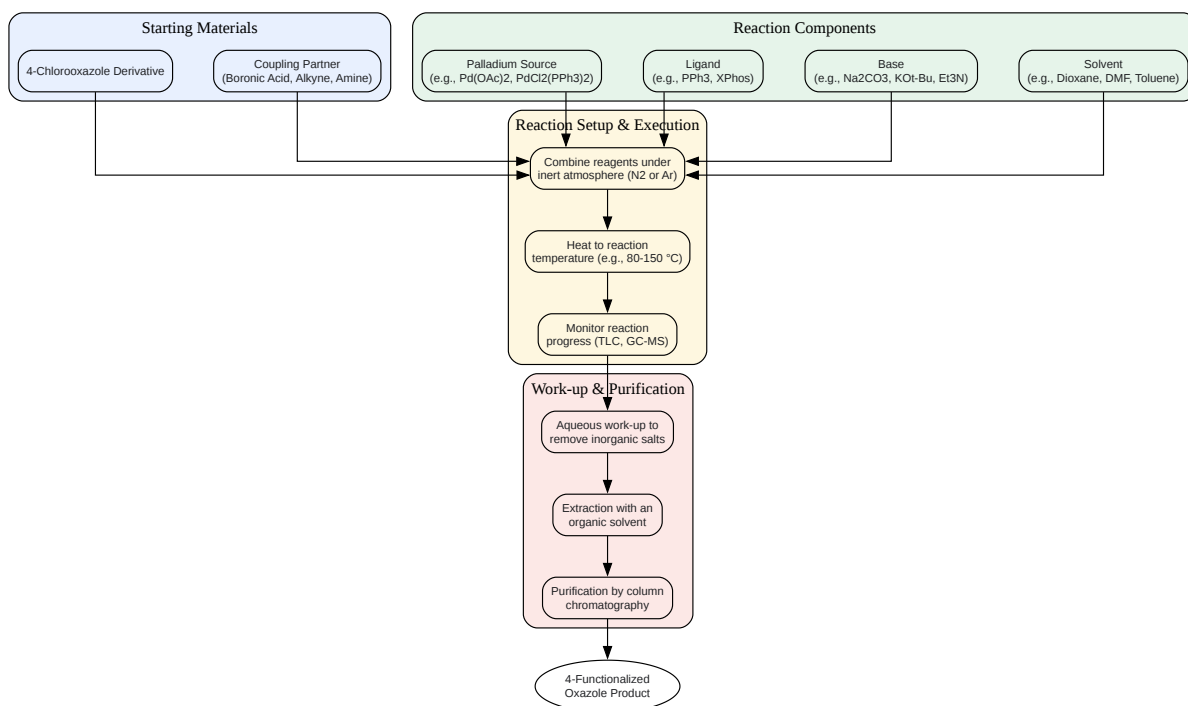 Starting Materials
Reaction Components
4-Chlorooxazole Derivative
Coupling Partner
(Boronic Acid, Alkyne, Amine)
Palladium Source
(e.g., Pd(OAc)2, PdCl2(PPh3)2)
Ligand
(e.g., PPh3, XPhos)
Base
(e.g., Na2CO3, KOt-Bu, Et3N)
Solvent
(e.g., Dioxane, DMF, Toluene)
Reaction Setup & Execution
Combine reagents under
inert atmosphere (N2 or Ar)
Heat to reaction
temperature (e.g., 80-150 °C)
Monitor reaction
progress (TLC, GC-MS)
Work-up & Purification
Aqueous work-up to
remove inorganic salts
Extraction with an
organic solvent
Purification by column
chromatography
4-Functionalized
Oxazole Product